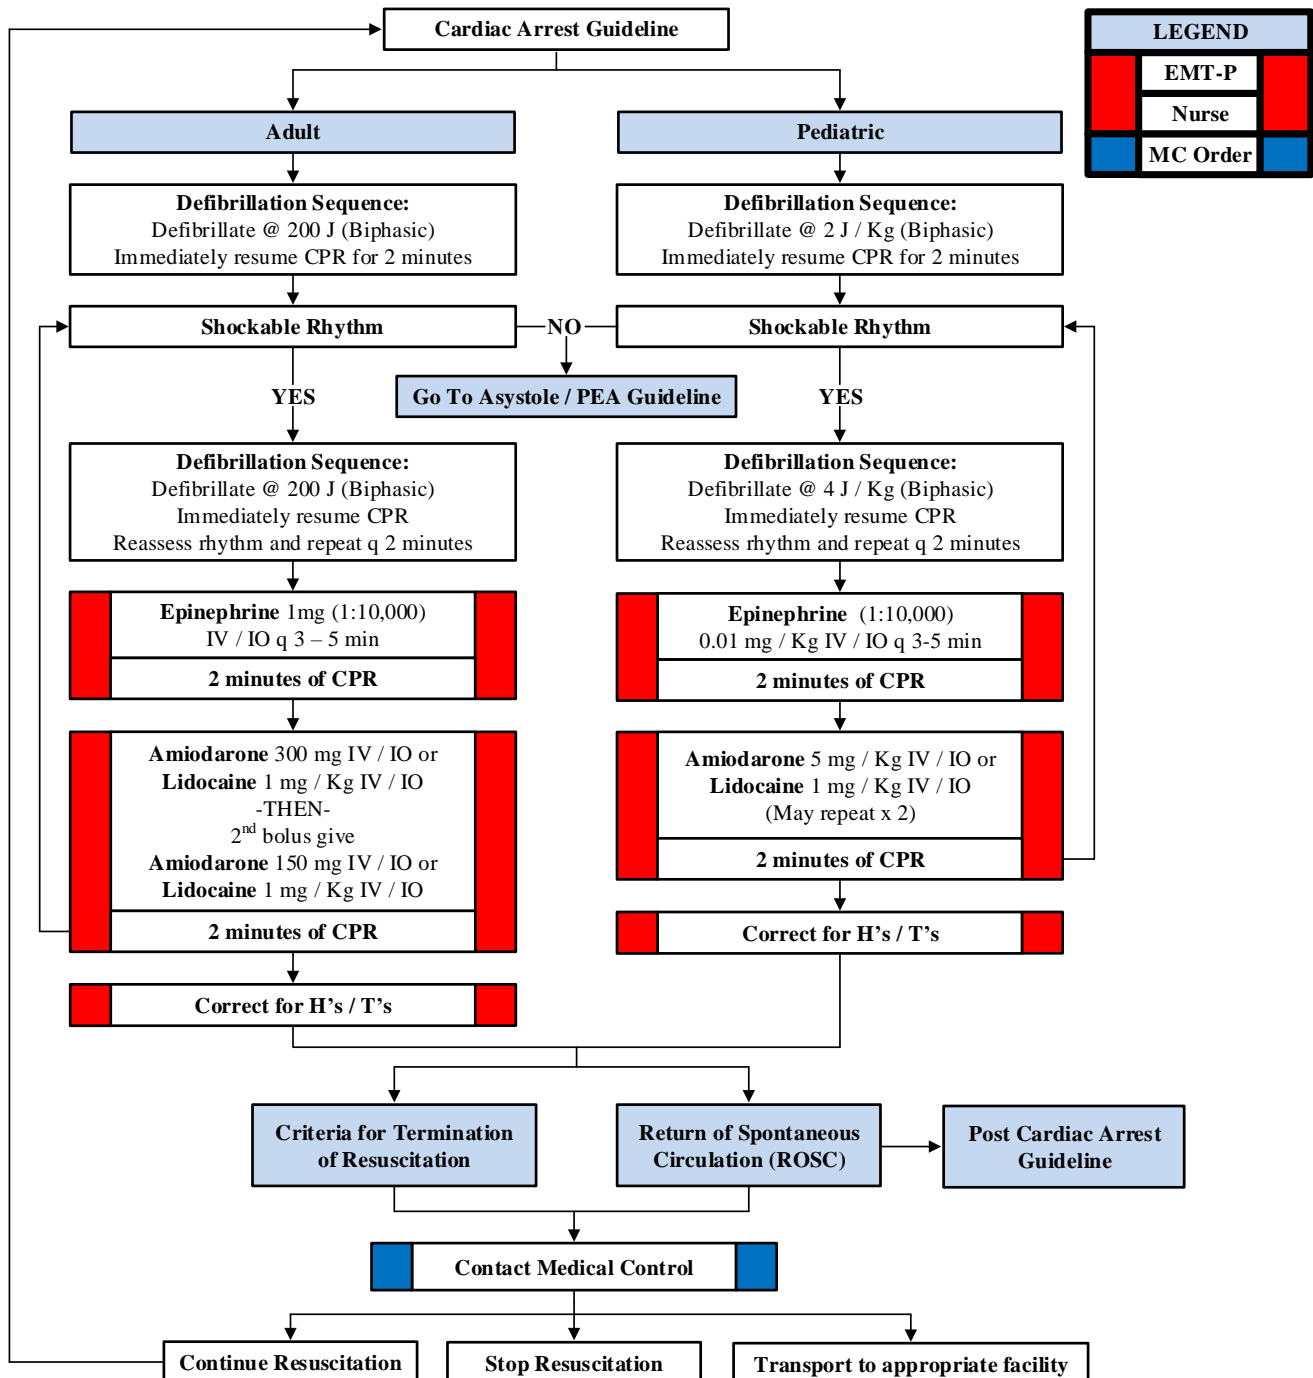 Cardiac Arrest Guideline
LEGEND
EMT-P
Nurse
MC Order
Adult
Pediatric
Defibrillation Sequence:
Defibrillate @ 200 J (Biphasic)
Immediately resume CPR for 2 minutes
Defibrillation Sequence:
Defibrillate @ 2 J / Kg (Biphasic)
Immediately resume CPR for 2 minutes
Shockable Rhythm
NO
Shockable Rhythm
Go To Asystole / PEA Guideline
YES
YES
Defibrillation Sequence:
Defibrillate @ 200 J (Biphasic)
Immediately resume CPR
Reassess rhythm and repeat q 2 minutes
Defibrillation Sequence:
Defibrillate @ 4 J / Kg (Biphasic)
Immediately resume CPR
Reassess rhythm and repeat q 2 minutes
Epinephrine 1mg (1:10,000)
IV / IO q 3 – 5 min
2 minutes of CPR
Epinephrine (1:10,000)
0.01 mg / Kg IV / IO q 3-5 min
2 minutes of CPR
Amiodarone 300 mg IV / IO or
Lidocaine 1 mg / Kg IV / IO
-THEN-
2nd bolus give
Amiodarone 150 mg IV / IO or
Lidocaine 1 mg / Kg IV / IO
2 minutes of CPR
Amiodarone 5 mg / Kg IV / IO or
Lidocaine 1 mg / Kg IV / IO
(May repeat x 2)
2 minutes of CPR
Correct for H's / T's
Correct for H's / T's
Criteria for Termination
of Resuscitation
Return of Spontaneous
Circulation (ROSC)
Post Cardiac Arrest
Guideline
Contact Medical Control
Continue Resuscitation
Stop Resuscitation
Transport to appropriate facility